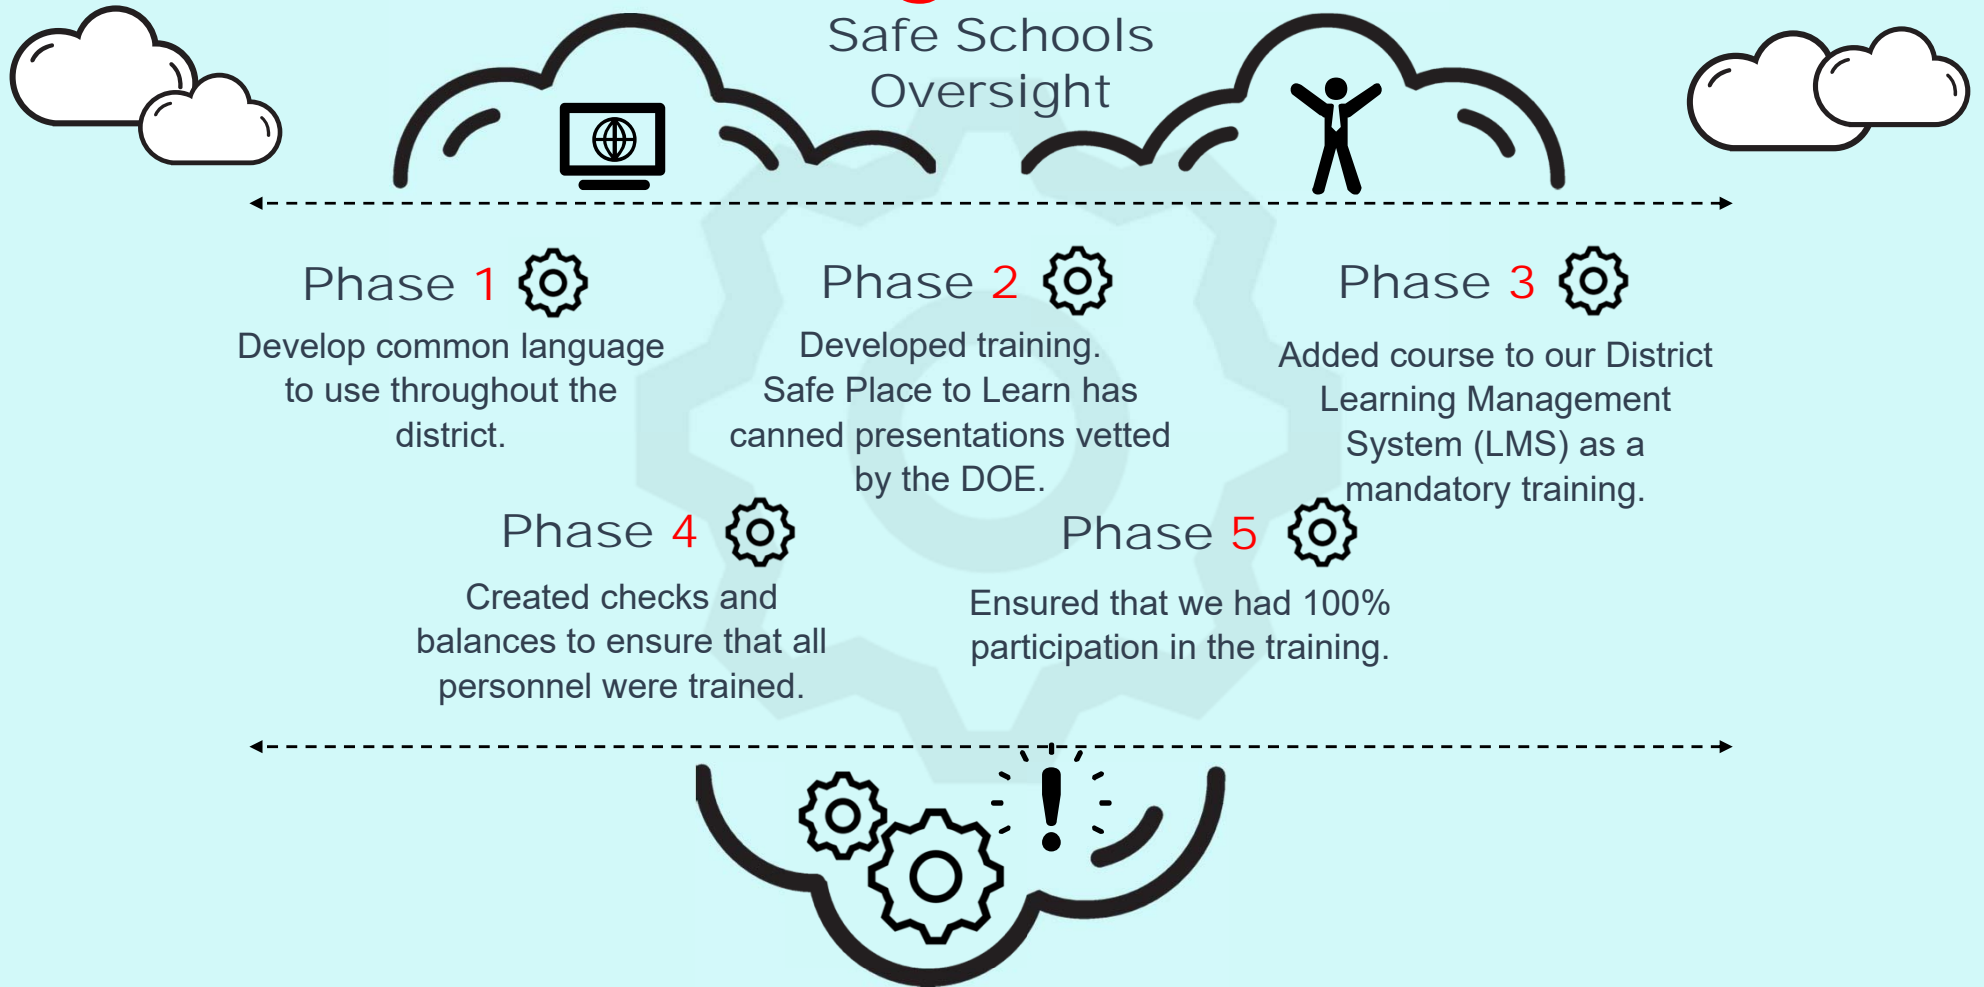 Safe Schools
Oversight
Phase 1
Develop common language
to use throughout the
district.
Phase 2
Developed training.
Safe Place to Learn has
canned presentations vetted
by the DOE.
Phase 3
Added course to our District
Learning Management
System (LMS) as a
mandatory training.
Phase 4
Created checks and
balances to ensure that all
personnel were trained.
Phase 5
Ensured that we had 100%
participation in the training.
!